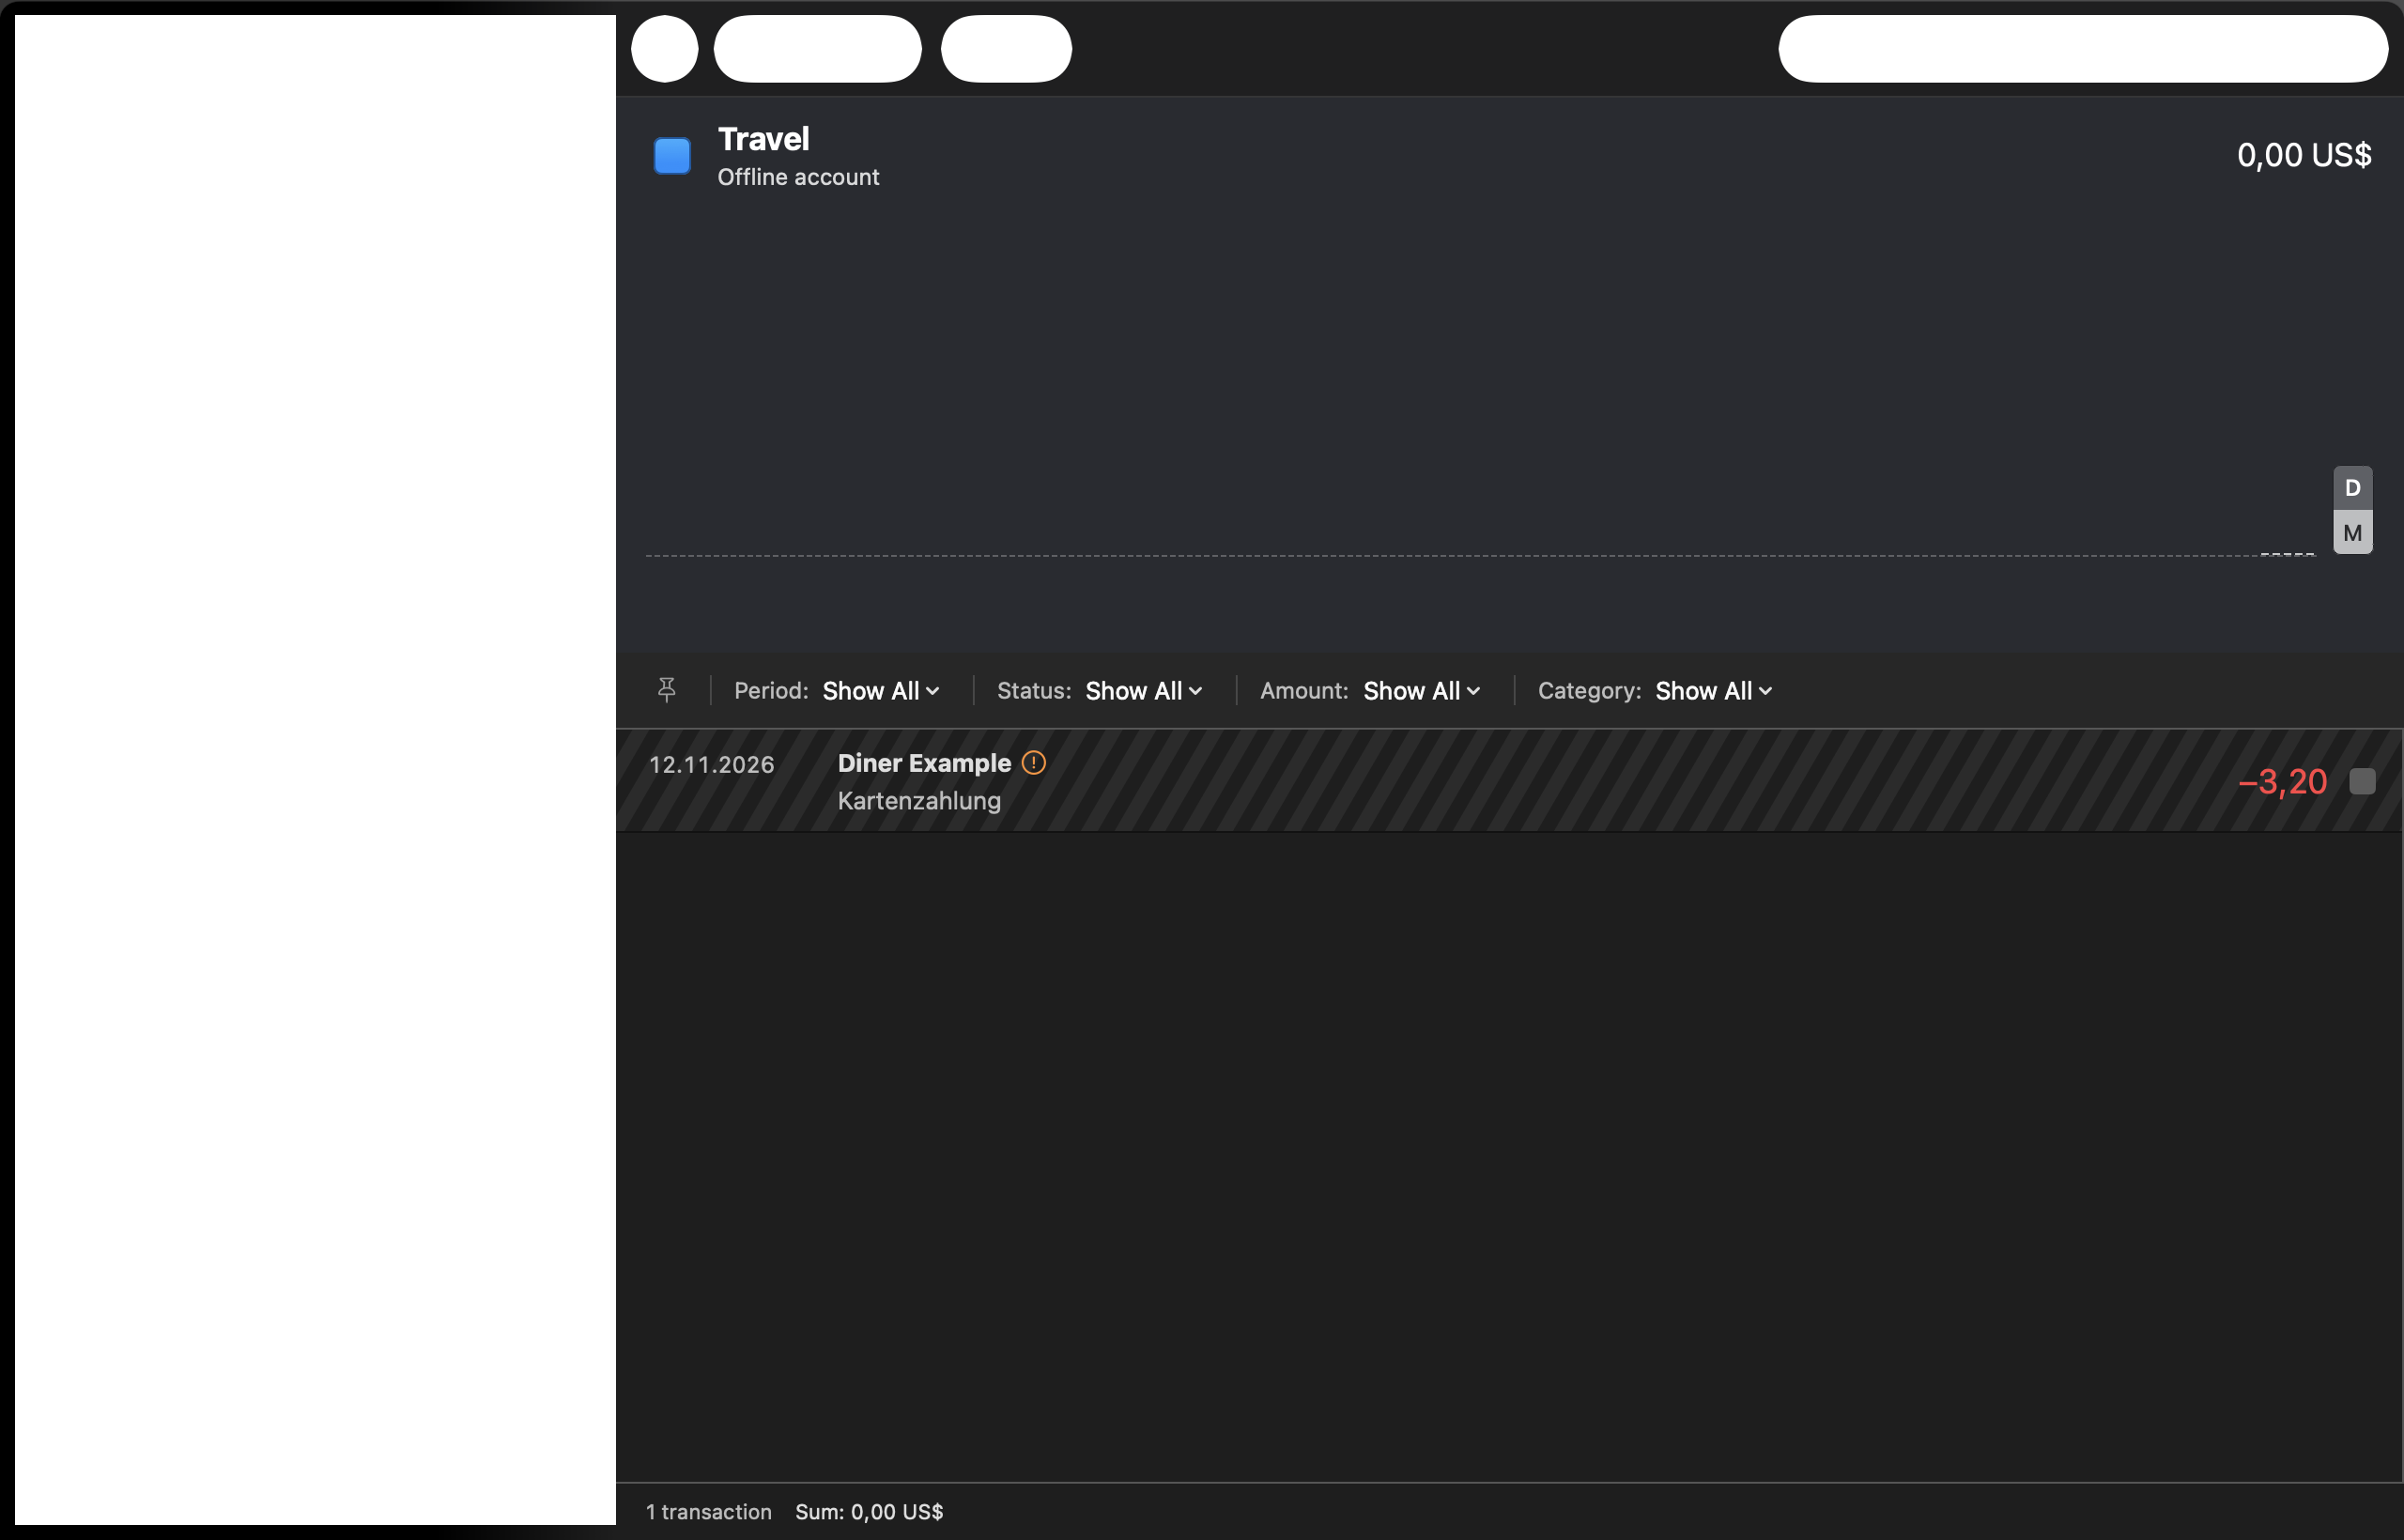 Travel
Offline account
0,00 US$
D
M
Period: Show All
Status: Show All
Amount: Show All
Category: Show All
12.11.2026
Diner Example
Kartenzahlung
–3,20
1 transaction
Sum: 0,00 US$